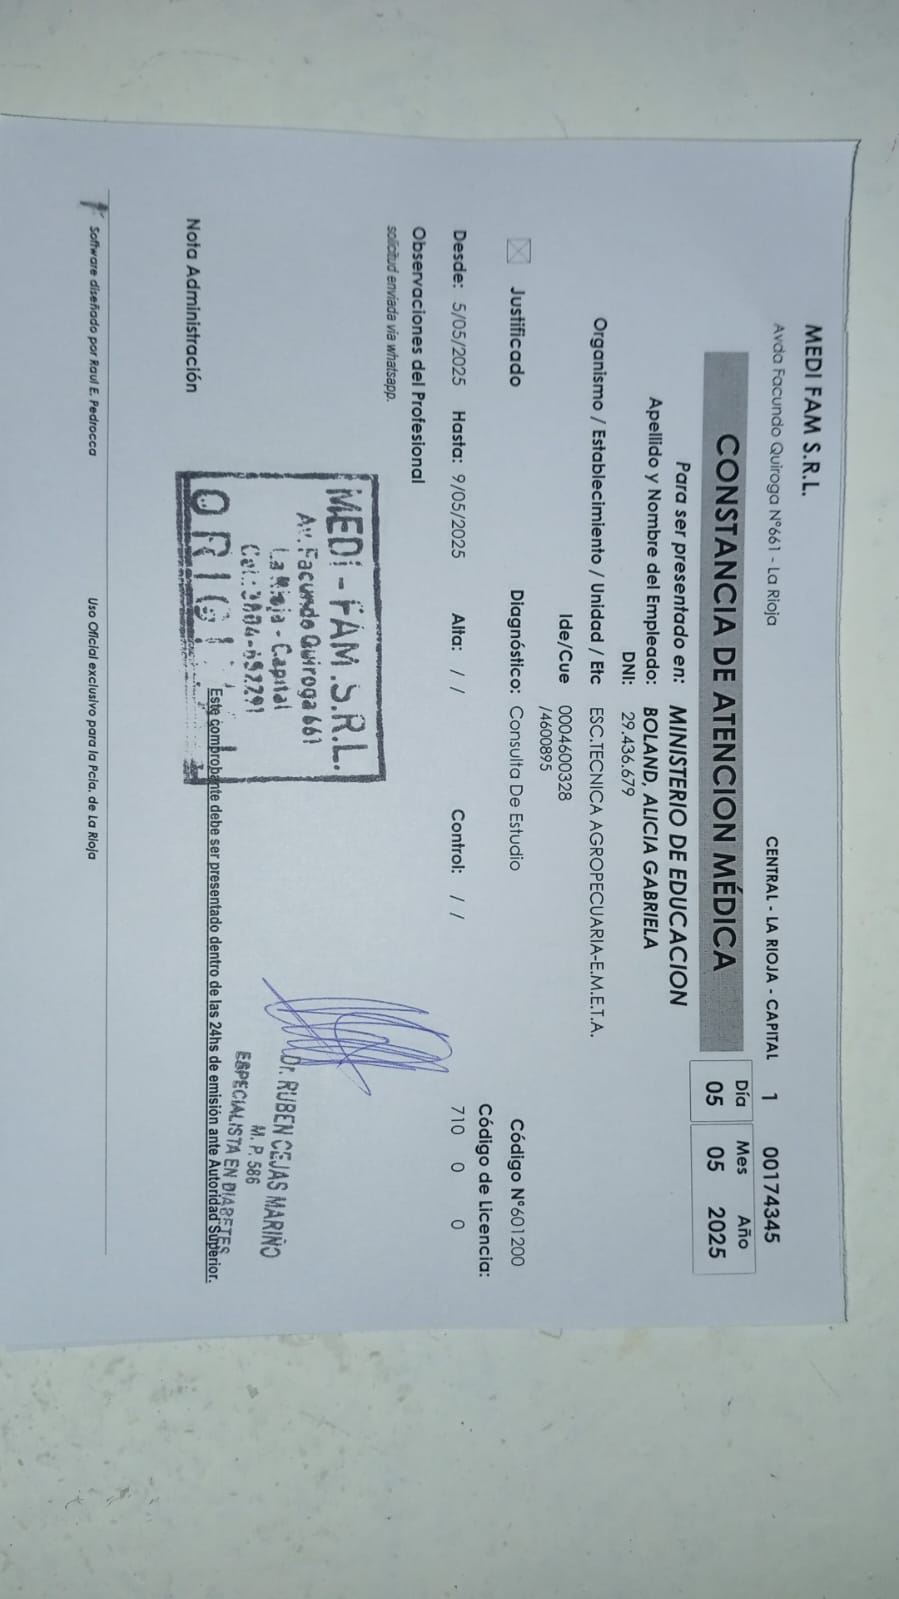 MEDI FAM S.R.L.
Avda Facundo Quiroga N°661 - La Rioja
CENTRAL - LA RIOJA - CAPITAL 1 00174345
CONSTANCIA DE ATENCION MÉDICA
Día Mes Año
05 05 2025
Para ser presentado en: MINISTERIO DE EDUCACION
Apellido y Nombre del Empleado: BOLAND, ALICIA GABRIELA
DNI: 29.436.679
Organismo / Establecimiento / Unidad / Etc ESC.TECNICA AGROPECUARIA-E.M.E.T.A.
Ide/Cue 0004600328
/4600895
Justificado Diagnóstico: Consulta De Estudio Código N°601200
Código de Licencia:
Desde: 5/05/2025 Hasta: 9/05/2025 Alta: / / Control: / / 710 0 0
Observaciones del Profesional
solicitud enviada via whatsapp.
MEDI - FAM.S.R.L.
Av. Facundo Quiroga 661
La Rioja - Capital
Dr. RUBEN CEJAS MARIÑO
M. P. 586
ESPECIALISTA EN DIABETES
Nota Administración
Este comprobante debe ser presentado dentro de las 24hs de emisión ante Autoridad Superior.
Software diseñado por Raul E. Pedrocca
Uso Oficial exclusivo para la Pcia. de La Rioja